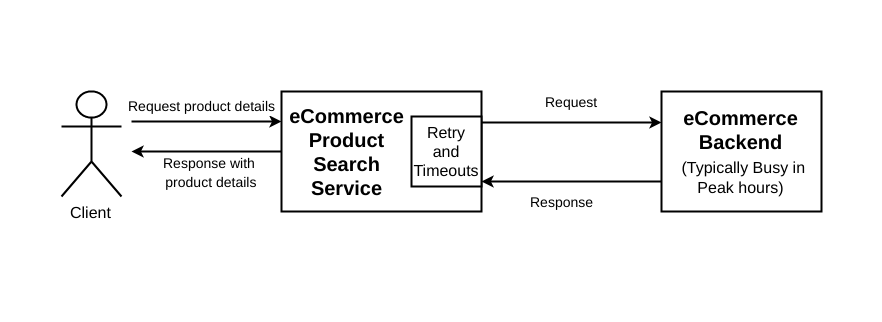 Request product details
Response with
product details
Client
eCommerce
Product
Search
Service
Retry
and
Timeouts
Request
Response
eCommerce
Backend
(Typically Busy in
Peak hours)